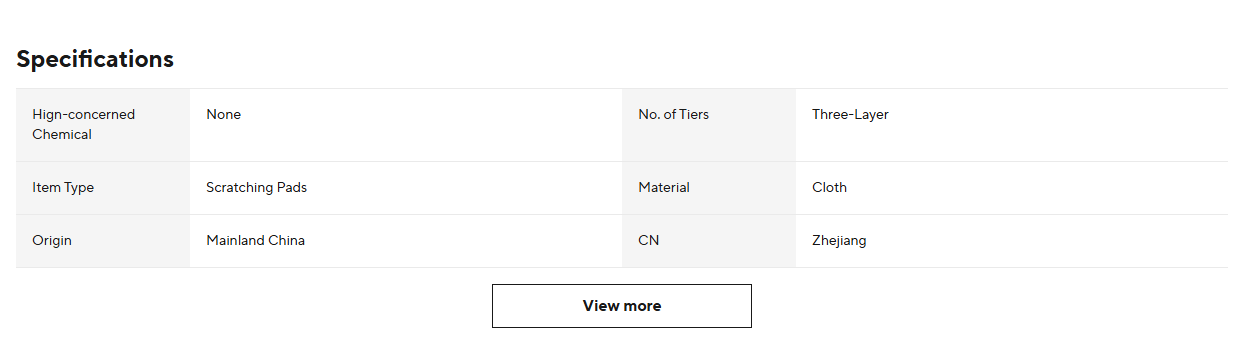 Specifications
Hign-concerned
Chemical
None
No. of Tiers
Three-Layer
Item Type
Scratching Pads
Material
Cloth
Origin
Mainland China
CN
Zhejiang
View more